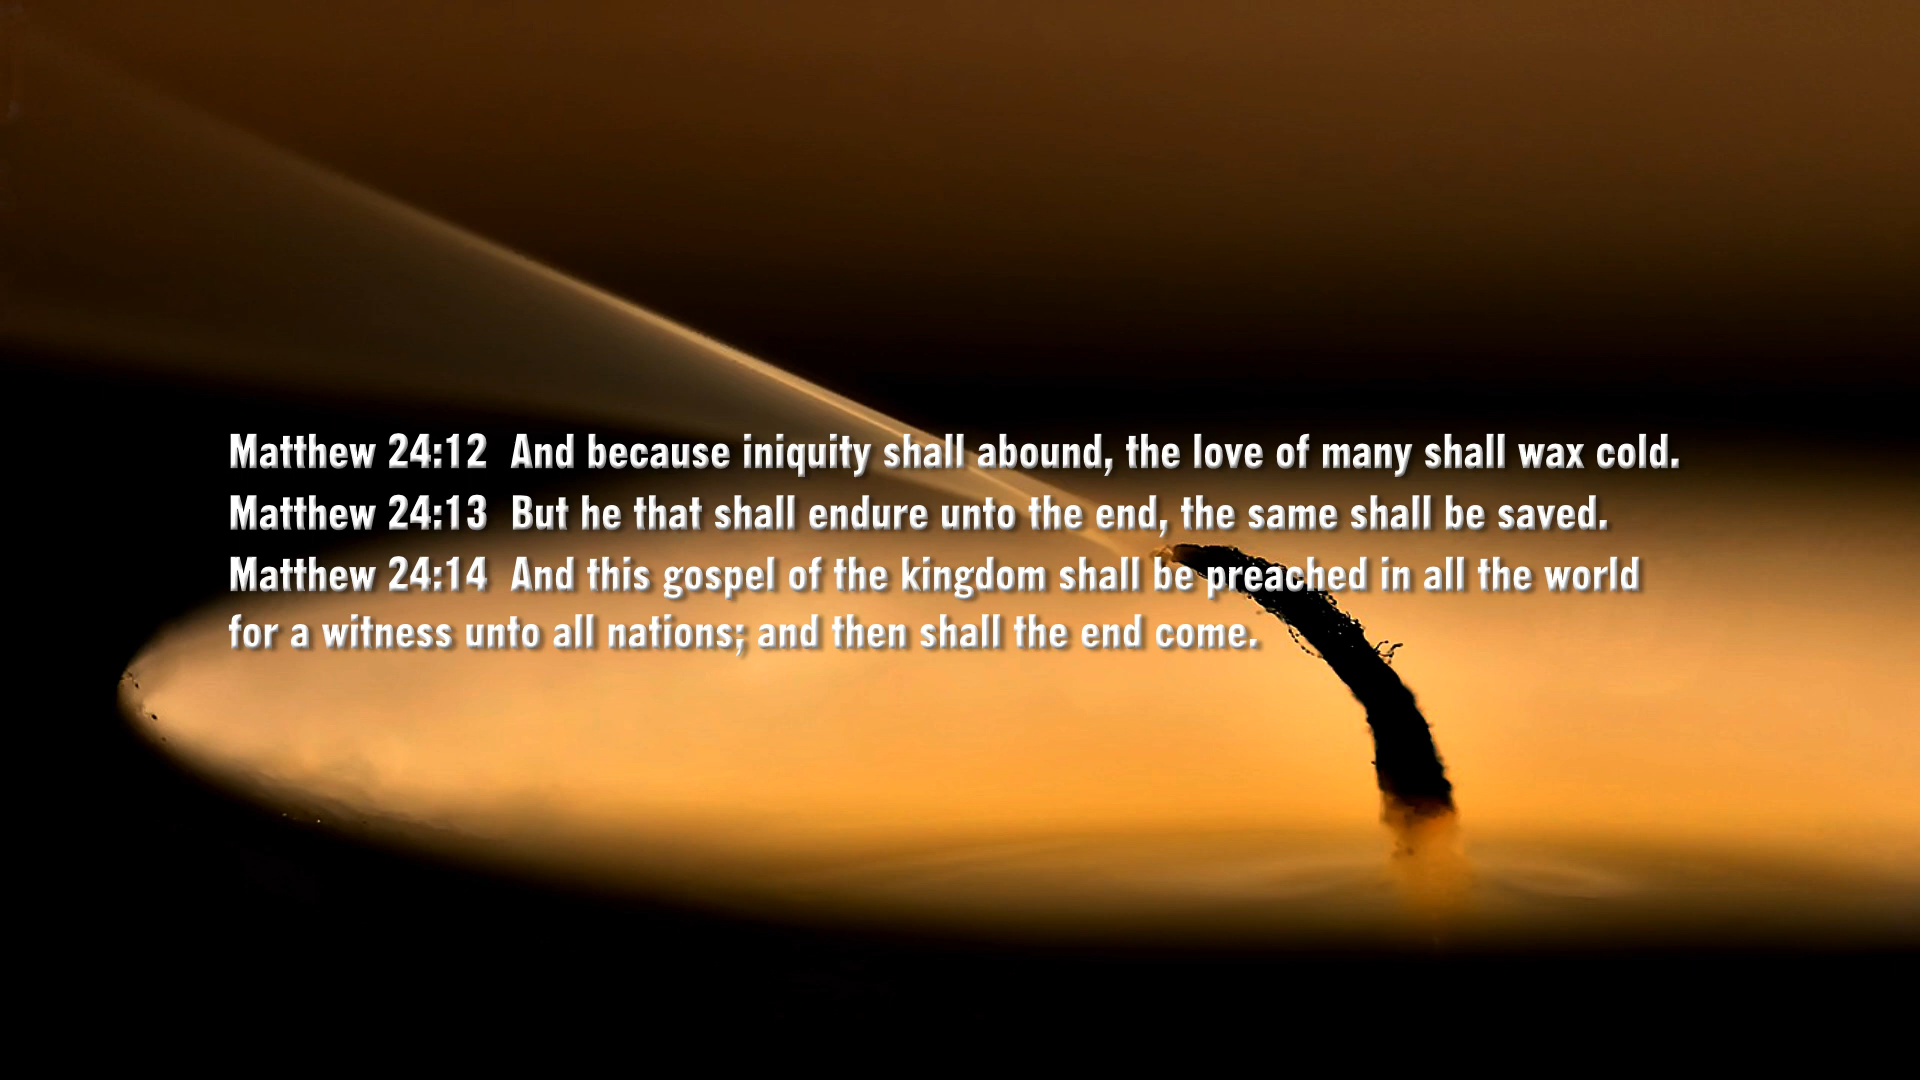 Matthew 24:12  And because iniquity shall abound, the love of many shall wax cold.
Matthew 24:13  But he that shall endure unto the end, the same shall be saved.
Matthew 24:14  And this gospel of the kingdom shall be preached in all the world
for a witness unto all nations; and then shall the end come.